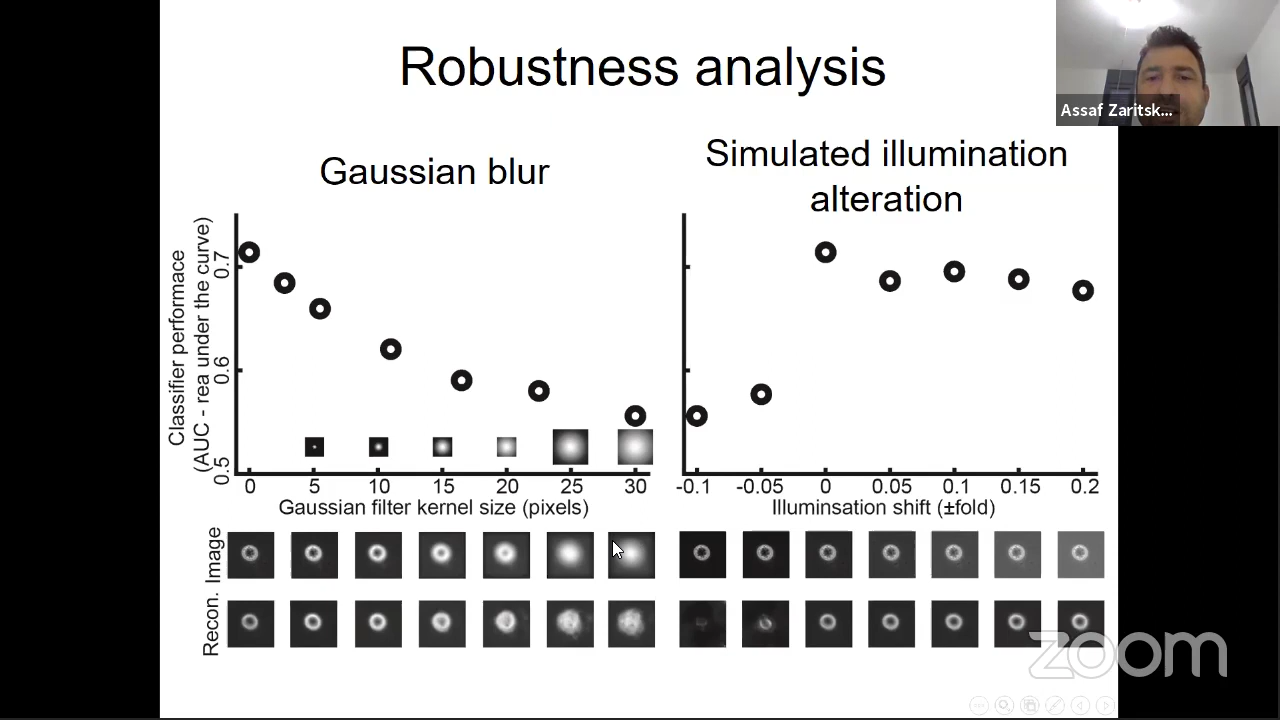 Robustness analysis
Assaf Zaritsk...
Gaussian blur
Simulated illumination
alteration
Classifier performace
(AUC - rea under the curve)
0.7
0.6
0.5
0 5 10 15 20 25 30
Gaussian filter kernel size (pixels)
-0.1 -0.05 0 0.05 0.1 0.15 0.2
Illuminsation shift (±fold)
Image
Recon.
zoom